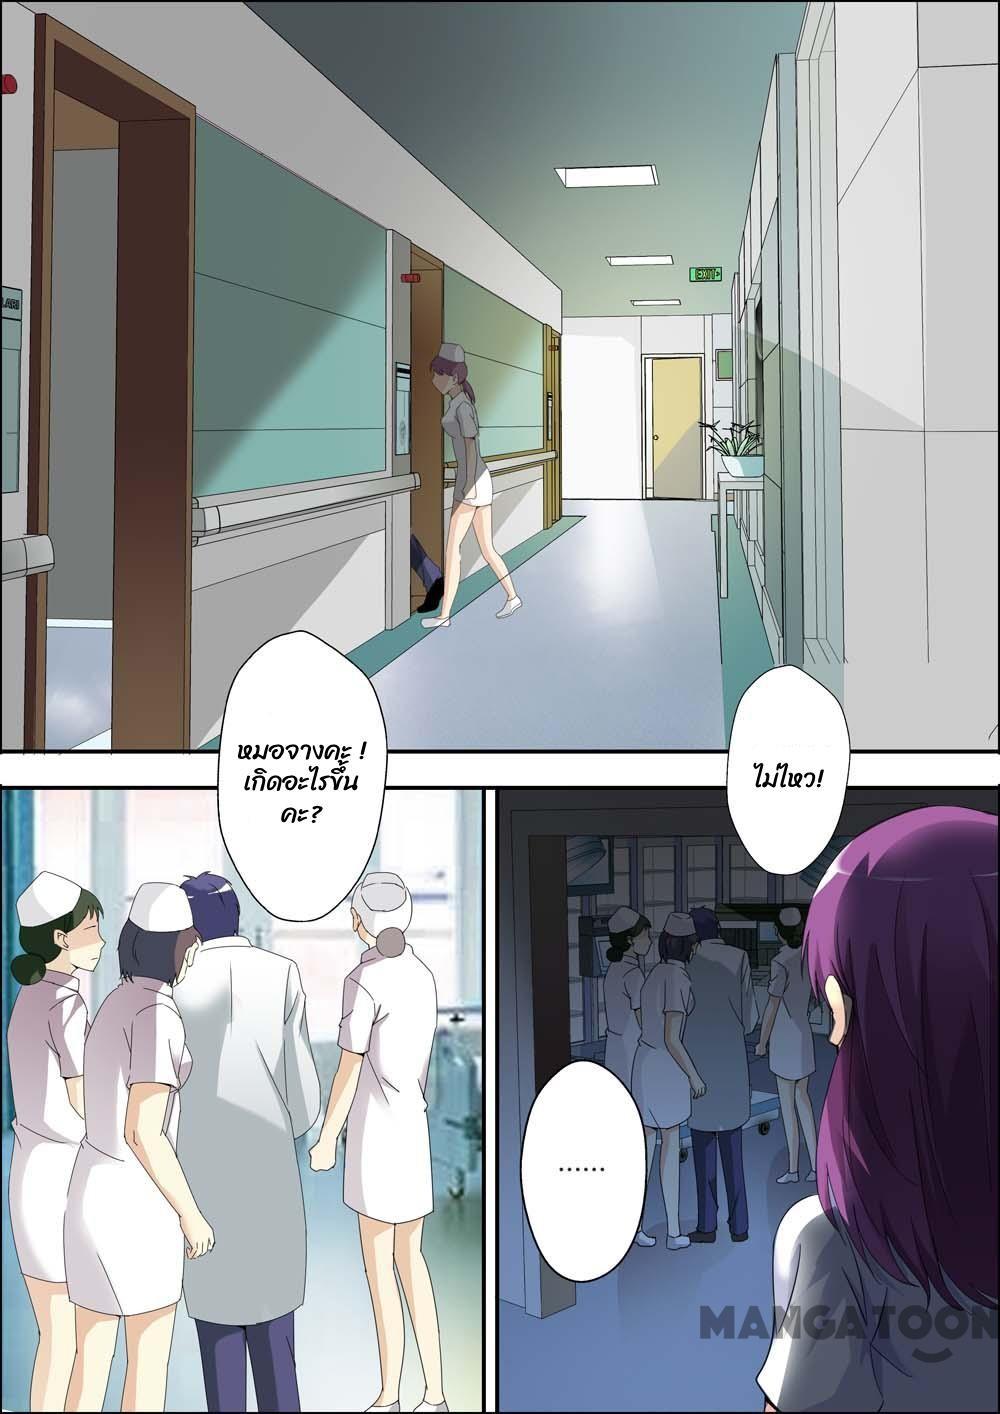 LARI
EXIT
หมอจางคะ !
เกิดอะไรขึ้น
คะ?
ไม่ไหว!
......
MANGATOON